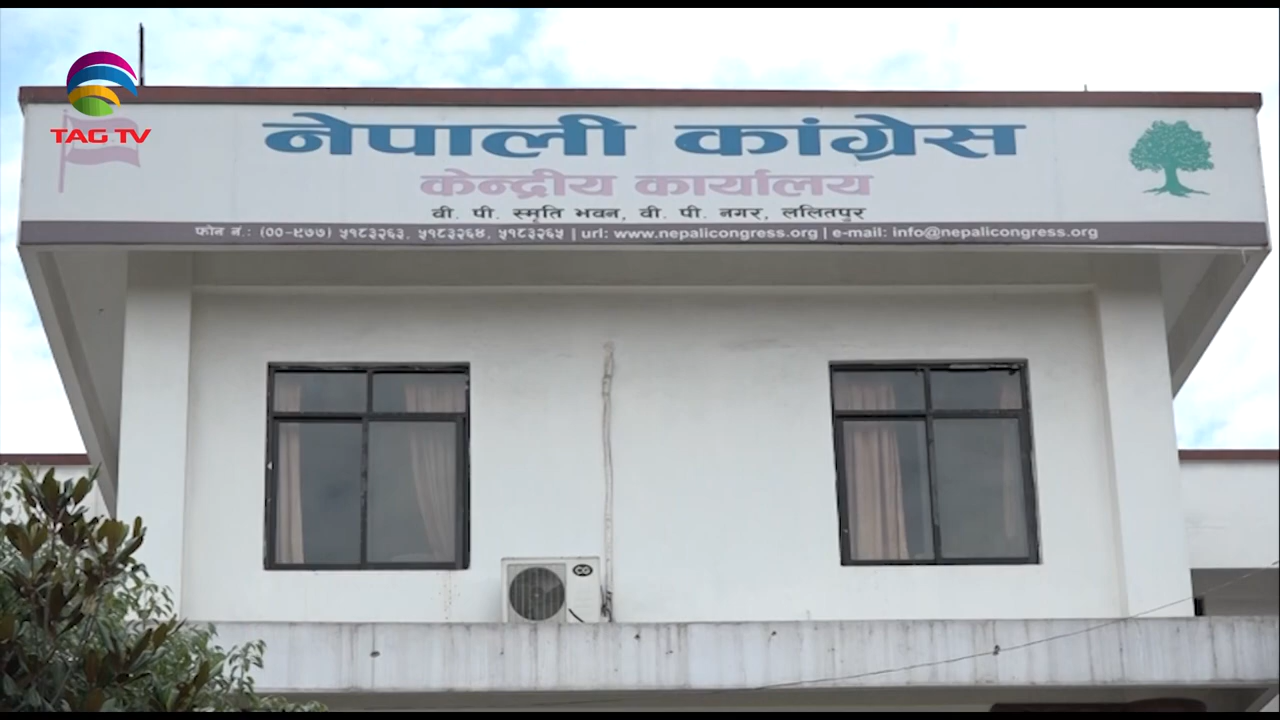 TAG TV
नेपाली कांग्रेस
केन्द्रीय कार्यालय
वी. पी. स्मृति भवन, वी. पी. नगर, ललितपुर
फोन नं.: (००-९७७) ५१८३२६३, ५१८३२६४, ५१८३२६५ | url: www.nepalicongress.org | e-mail: info@nepalicongress.org
CG